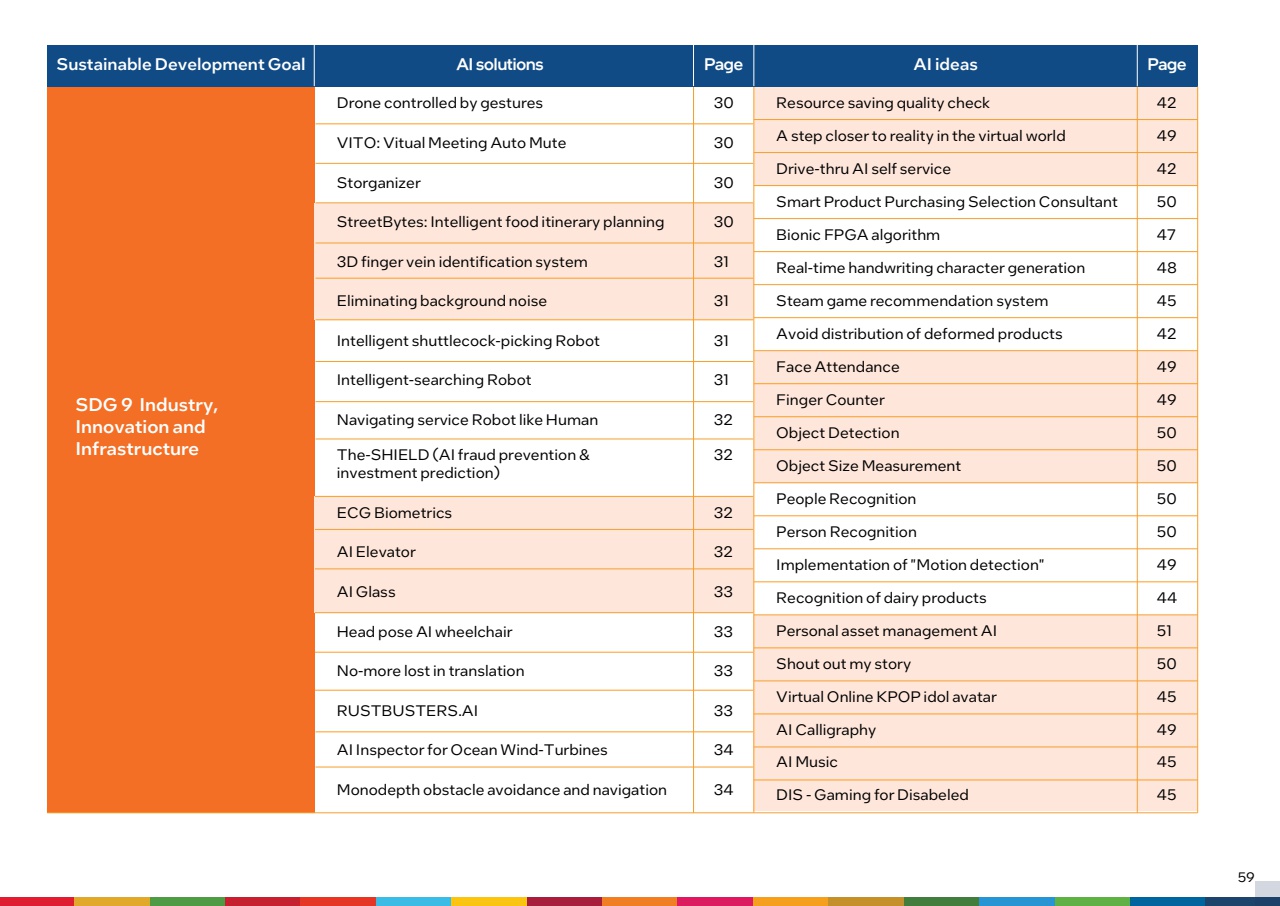 Sustainable Development Goal AI solutions Page AI ideas Page
SDG 9 Industry,
Innovation and
Infrastructure
Drone controlled by gestures 30
VITO: Vitual Meeting Auto Mute 30
Storganizer 30
StreetBytes: Intelligent food itinerary planning 30
3D finger vein identification system 31
Eliminating background noise 31
Intelligent shuttlecock-picking Robot 31
Intelligent-searching Robot 31
Navigating service Robot like Human 32
The-SHIELD (AI fraud prevention & 32
investment prediction)
ECG Biometrics 32
AI Elevator 32
AI Glass 33
Head pose AI wheelchair 33
No-more lost in translation 33
RUSTBUSTERS.AI 33
AI Inspector for Ocean Wind-Turbines 34
Monodepth obstacle avoidance and navigation 34
Resource saving quality check 42
A step closer to reality in the virtual world 49
Drive-thru AI self service 42
Smart Product Purchasing Selection Consultant 50
Bionic FPGA algorithm 47
Real-time handwriting character generation 48
Steam game recommendation system 45
Avoid distribution of deformed products 42
Face Attendance 49
Finger Counter 49
Object Detection 50
Object Size Measurement 50
People Recognition 50
Person Recognition 50
Implementation of "Motion detection" 49
Recognition of dairy products 44
Personal asset management AI 51
Shout out my story 50
Virtual Online KPOP idol avatar 45
AI Calligraphy 49
AI Music 45
DIS - Gaming for Disabeled 45
59